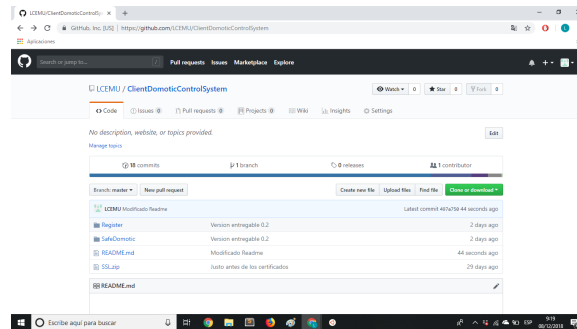 LCEMU/ClientDomoticControlSy
GitHub, Inc. [US] | https://github.com/LCEMU/ClientDomoticControlSystem
Aplicaciones
Search or jump to... / Pull requests Issues Marketplace Explore
LCEMU / ClientDomoticControlSystem Watch 0 Star 0 Fork 0
Code Issues 0 Pull requests 0 Projects 0 Wiki Insights Settings
No description, website, or topics provided. Edit
Manage topics
18 commits 1 branch 0 releases 1 contributor
Branch: master New pull request Create new file Upload files Find file Clone or download
LCEMU Modificado Readme Latest commit 44 seconds ago
Register Version entregable 0.2 2 days ago
SafeDomotic Version entregable 0.2 2 days ago
README.md Modificado Readme 44 seconds ago
SSL.zip Justo antes de los certificados 29 days ago
README.md
Escribe aquí para buscar ESP 9:19
08/12/2018